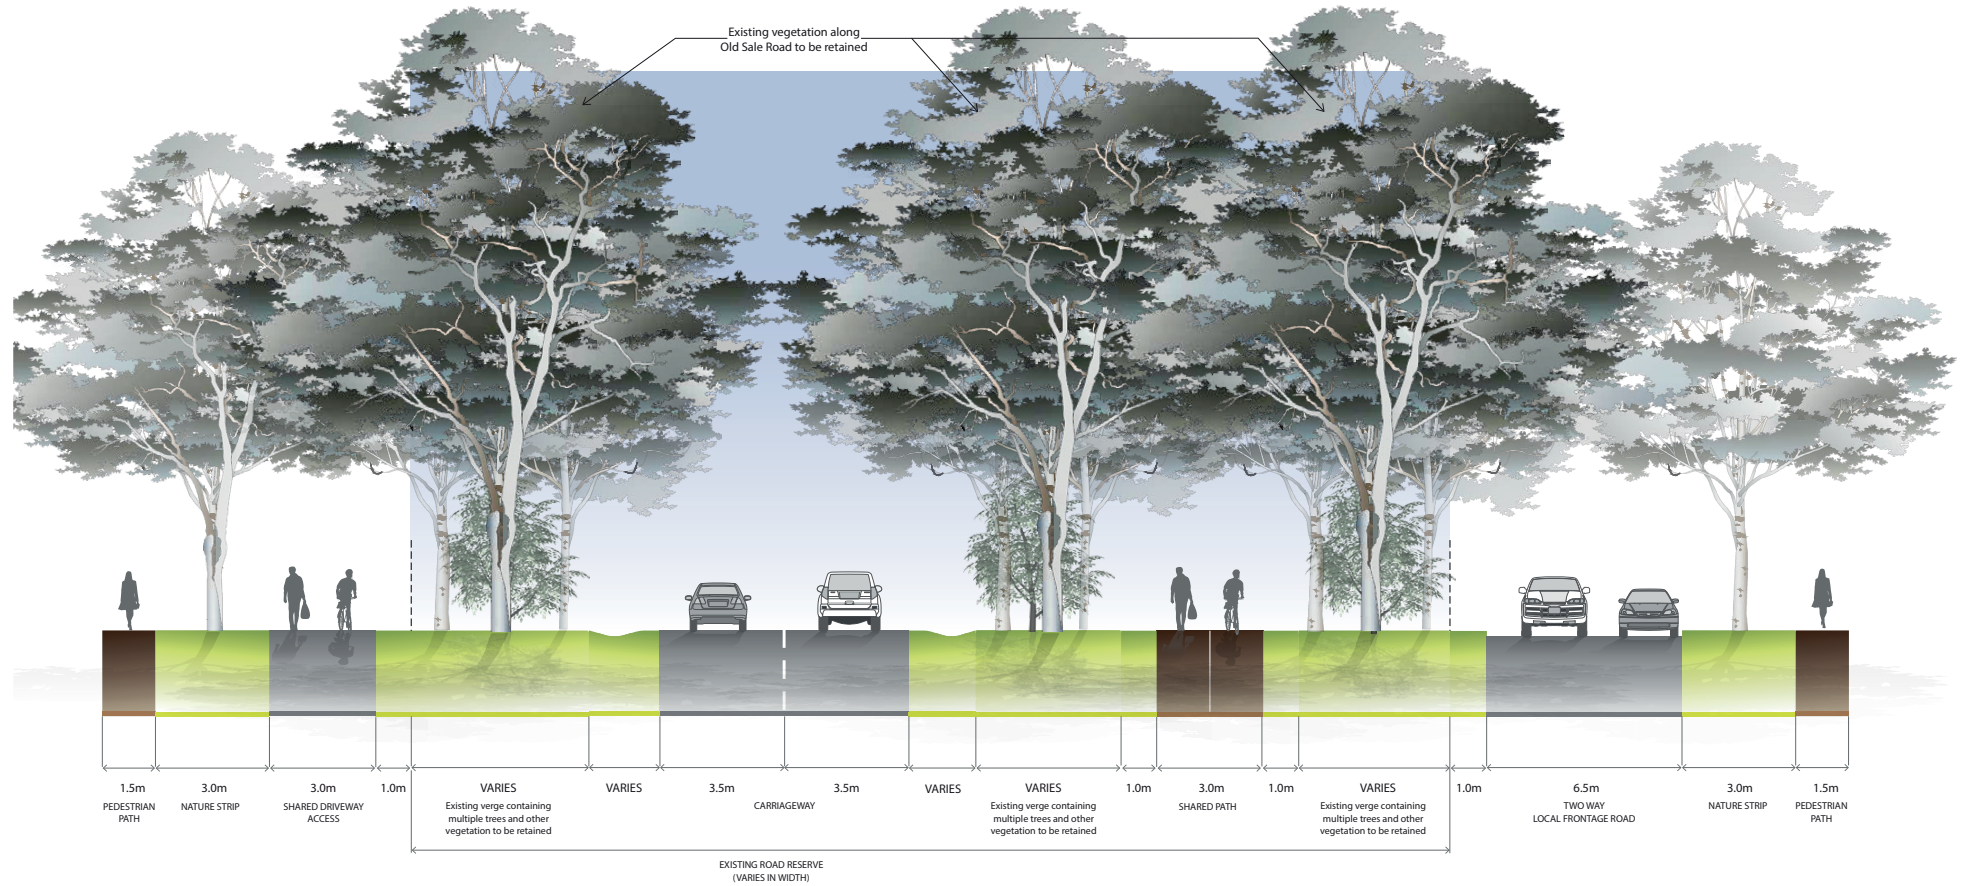 Existing vegetation along
Old Sale Road to be retained
1.5m
PEDESTRIAN
PATH
3.0m
NATURE STRIP
3.0m
SHARED DRIVEWAY
ACCESS
1.0m
VARIES
Existing verge containing
multiple trees and other
vegetation to be retained
VARIES
3.5m
3.5m
CARRIAGEWAY
VARIES
VARIES
Existing verge containing
multiple trees and other
vegetation to be retained
1.0m
3.0m
SHARED PATH
1.0m
VARIES
Existing verge containing
multiple trees and other
vegetation to be retained
1.0m
6.5m
TWO WAY
LOCAL FRONTAGE ROAD
3.0m
NATURE STRIP
1.5m
PEDESTRIAN
PATH
EXISTING ROAD RESERVE
(VARIES IN WIDTH)